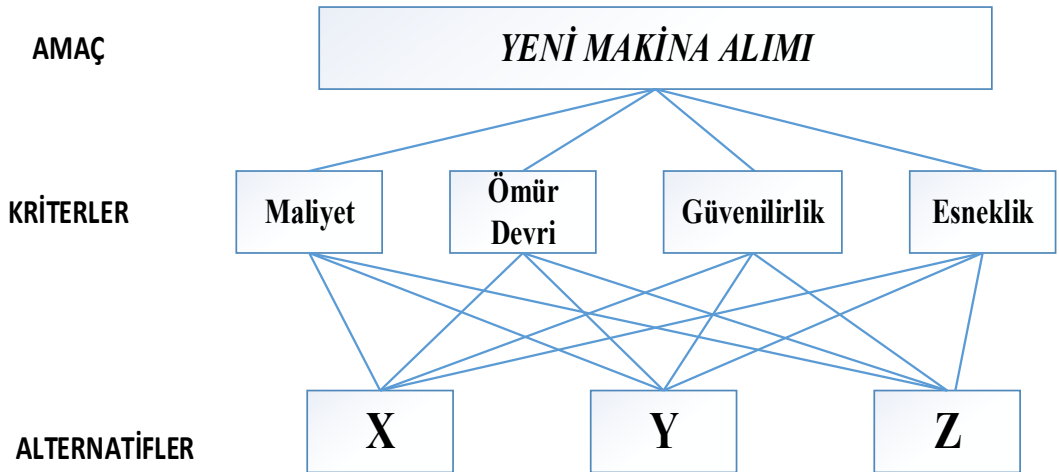 AMAÇ
YENİ MAKİNA ALIMI
KRİTERLER
Maliyet
Ömür
Devri
Güvenilirlik
Esneklik
ALTERNATİFLER
X
Y
Z